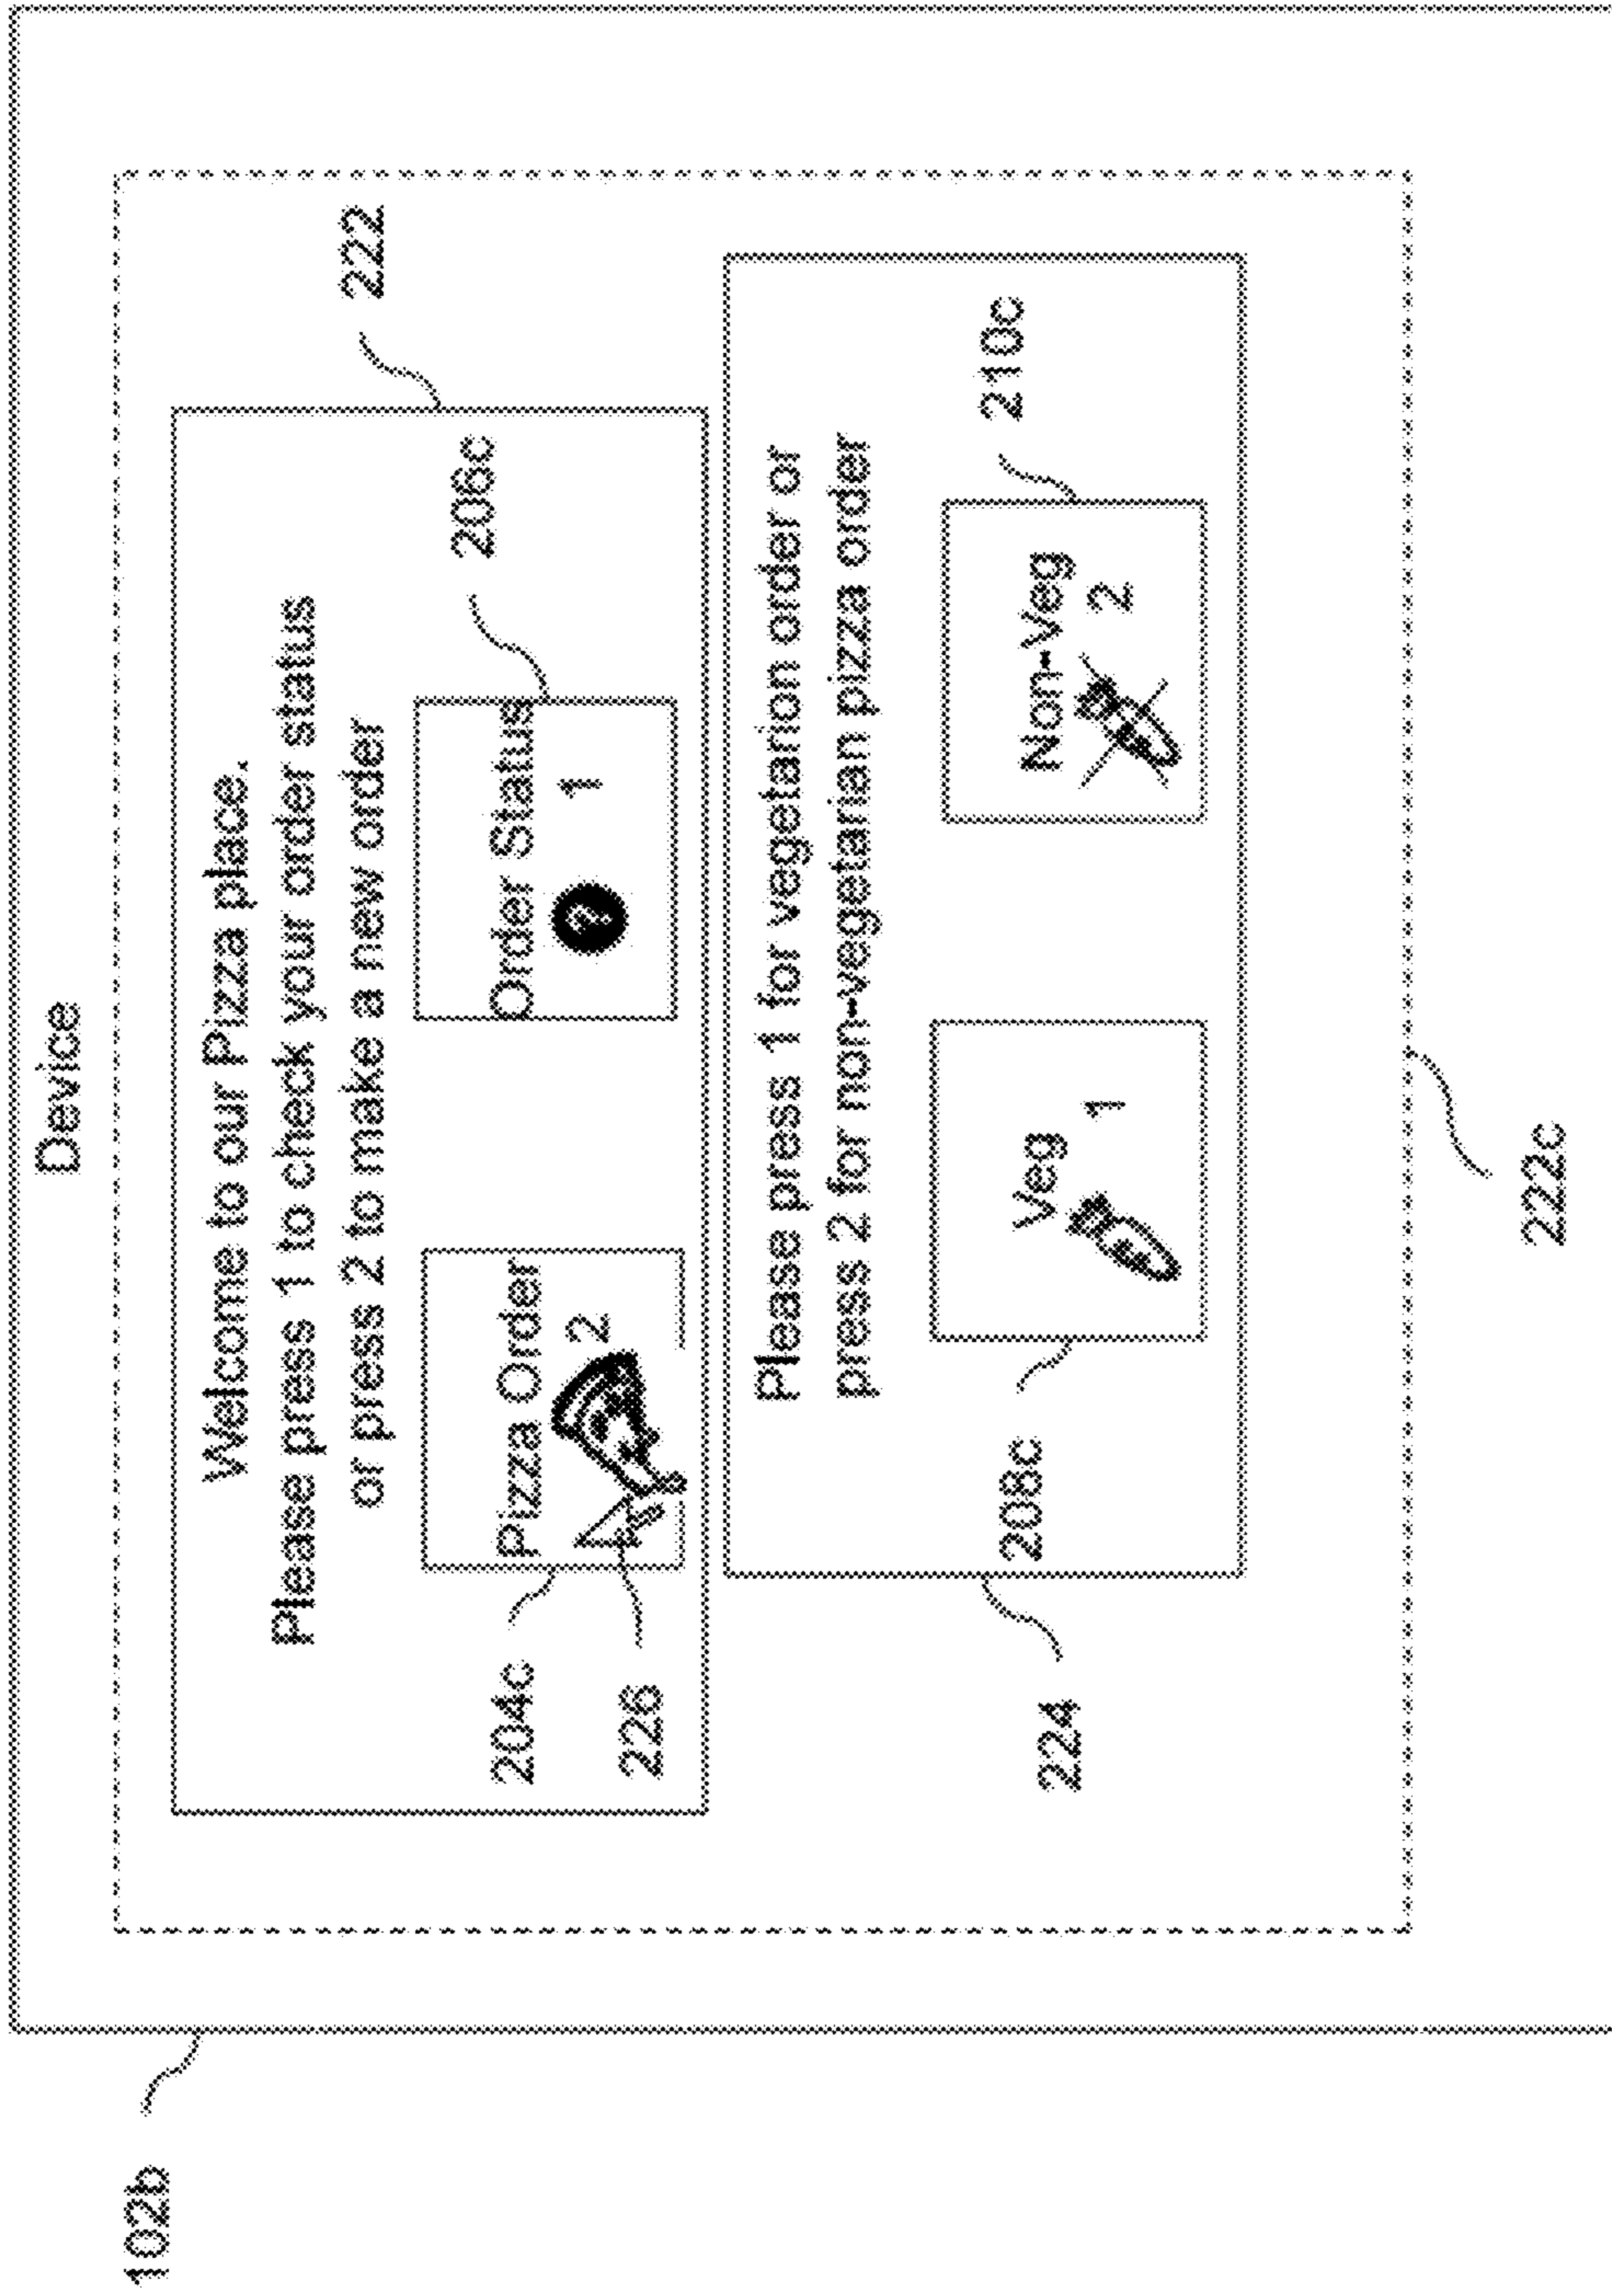 Device
102b
222
Welcome to our Pizza place.
Please press 1 to check your order status
or press 2 to make a new order
204c
Pizza Order
2
226
Order Status
1
206c
Please press 1 for vegetarion order or
press 2 for non-vegetarian pizza order
224
208c
Veg
1
Non-Veg
2
210c
222c